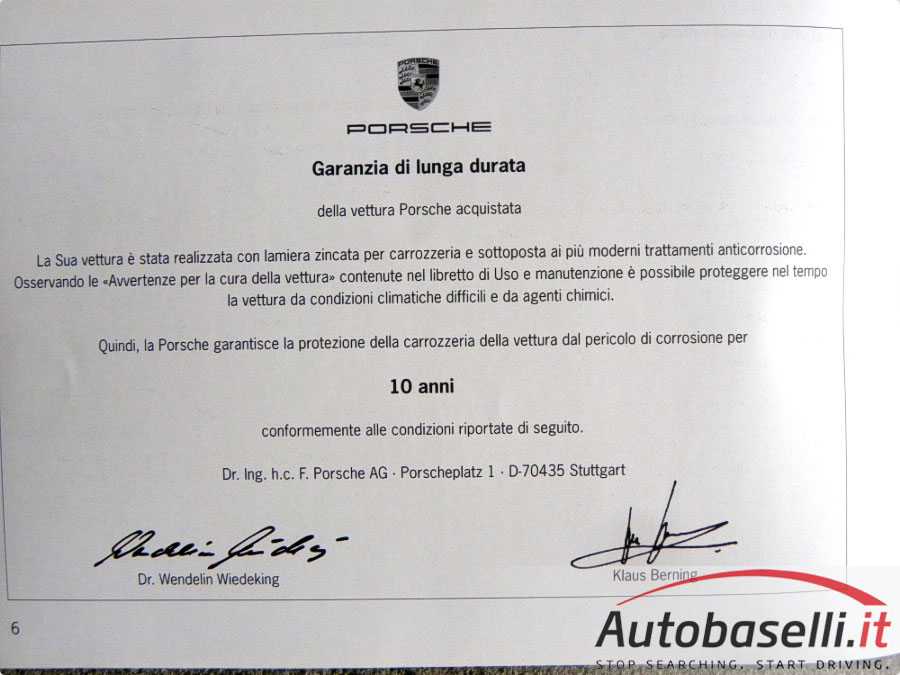 PORSCHE
PORSCHE
Garanzia di lunga durata
della vettura Porsche acquistata
La Sua vettura è stata realizzata con lamiera zincata per carrozzeria e sottoposta ai più moderni trattamenti anticorrosione.
Osservando le «Avvertenze per la cura della vettura» contenute nel libretto di Uso e manutenzione è possibile proteggere nel tempo
la vettura da condizioni climatiche difficili e da agenti chimici.
Quindi, la Porsche garantisce la protezione della carrozzeria della vettura dal pericolo di corrosione per
10 anni
conformemente alle condizioni riportate di seguito.
Dr. Ing. h.c. F. Porsche AG · Porscheplatz 1 · D-70435 Stuttgart
Dr. Wendelin Wiedeking
Klaus Berning
6
Autobaselli.it
STOP SEARCHING. START DRIVING.